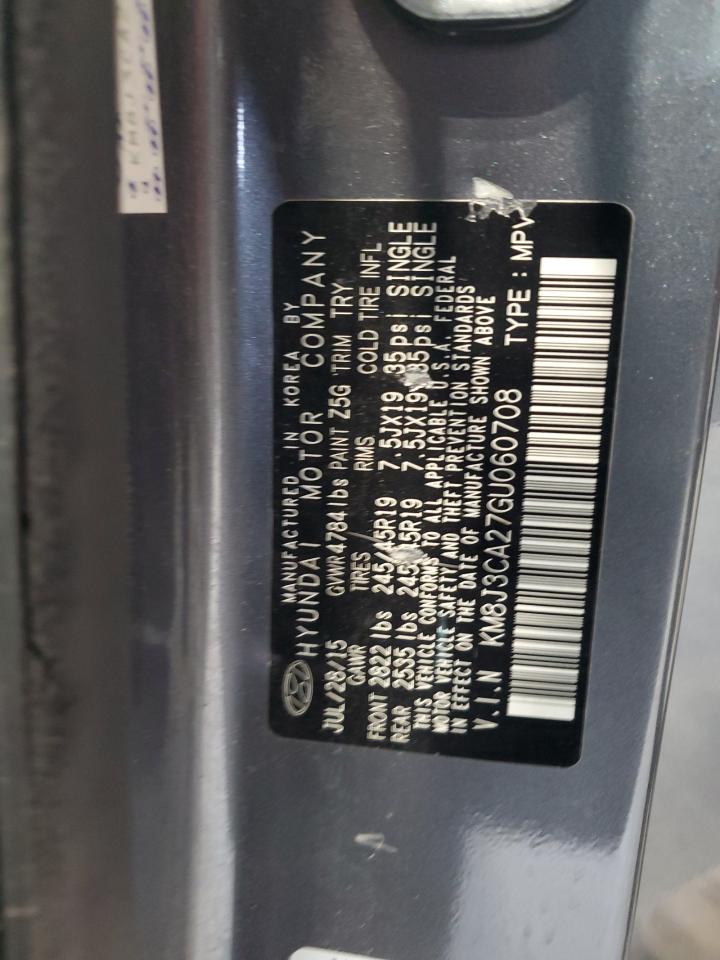 MANUFACTURED IN KOREA BY
HYUNDAI MOTOR COMPANY
JUL/28/15 GVWR 4784 lbs PAINT Z5G TRIM TRY
GAWR TIRES RIMS COLD TIRE INFL
FRONT 2822 lbs 245/45R19 7.5JX19 35psi SINGLE
REAR 2535 lbs 245/45R19 7.5JX19 35psi SINGLE
THIS VEHICLE CONFORMS TO ALL APPLICABLE U.S.A. FEDERAL
MOTOR VEHICLE SAFETY AND THEFT PREVENTION STANDARDS
IN EFFECT ON THE DATE OF MANUFACTURE SHOWN ABOVE
V.I.N KM8J3CA27GU060708 TYPE : MPV